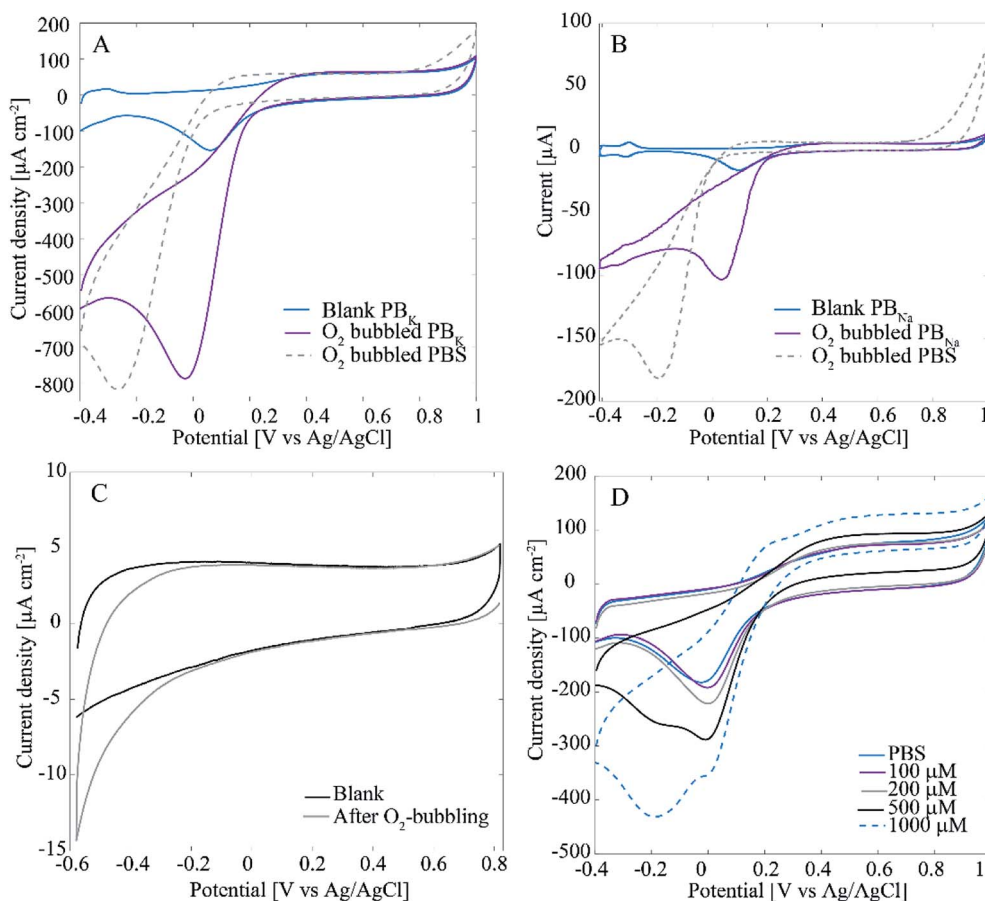 A
200
100
0
-100
-200
-300
-400
-500
-600
-700
-800
Current density [µA cm-2]
Blank PBK
O2 bubbled PBK
O2 bubbled PBS
-0.4 -0.2 0 0.2 0.4 0.6 0.8 1
Potential [V vs Ag/AgCl]
B
100
50
0
-50
-100
-150
-200
Current [µA]
Blank PBNa
O2 bubbled PBNa
O2 bubbled PBS
-0.4 -0.2 0 0.2 0.4 0.6 0.8 1
Potential [V vs Ag/AgCl]
C
10
5
0
-5
-10
-15
Current density [µA cm-2]
Blank
After O2-bubbling
-0.6 -0.4 -0.2 0 0.2 0.4 0.6 0.8
Potential [V vs Ag/AgCl]
D
200
100
0
-100
-200
-300
-400
-500
Current density [µA cm-2]
PBS
100 µM
200 µM
500 µM
1000 µM
-0.4 -0.2 0 0.2 0.4 0.6 0.8 1
Potential [V vs Ag/AgCl]